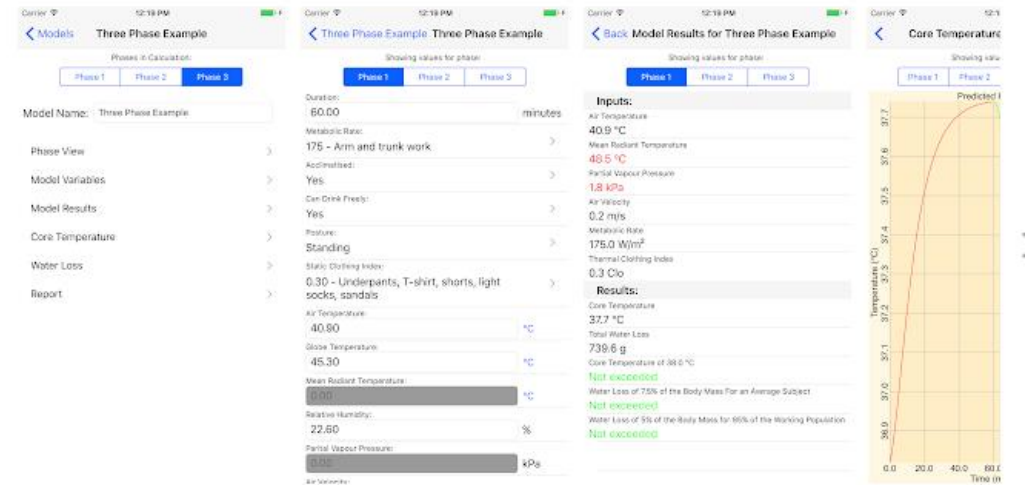 Carrier 12:19 PM
Models Three Phase Example
Phases in Calculation:
Phase 1 Phase 2 Phase 3
Model Name: Three Phase Example
Phase View
Model Variables
Model Results
Core Temperature
Water Loss
Report
Carrier 12:19 PM
Three Phase Example Three Phase Example
Showing values for phase:
Phase 1 Phase 2 Phase 3
Duration:
60.00 minutes
Metabolic Rate:
175 - Arm and trunk work
Acclimatised:
Yes
Can Drink Freely:
Yes
Posture:
Standing
Static Clothing Index:
0.30 - Underpants, T-shirt, shorts, light
socks, sandals
Air Temperature:
40.90 °C
Globe Temperature:
45.30 °C
Mean Radiant Temperature:
0.00 °C
Relative Humidity:
22.60 %
Partial Vapour Pressure:
0.00 kPa
Air Velocity:
Carrier 12:19 PM
Back Model Results for Three Phase Example
Showing values for phase:
Phase 1 Phase 2 Phase 3
Inputs:
Air Temperature
40.9 °C
Mean Radiant Temperature
48.5 °C
Partial Vapour Pressure
1.8 kPa
Air Velocity
0.2 m/s
Metabolic Rate
175.0 W/m²
Thermal Clothing Index
0.3 Clo
Results:
Core Temperature
37.7 °C
Total Water Loss
739.6 g
Core Temperature of 38.0 °C
Not exceeded
Water Loss of 7.5% of the Body Mass For an Average Subject
Not exceeded
Water Loss of 5% of the Body Mass for 95% of the Working Population
Not exceeded
Carrier 12:1
Core Temperature
Showing valu
Phase 1 Phase 2
Predicted
37.7
37.6
37.5
37.4
37.3
37.2
37.1
37.0
36.9
Temperature (°C)
0.0 20.0 40.0 60.0
Time (m